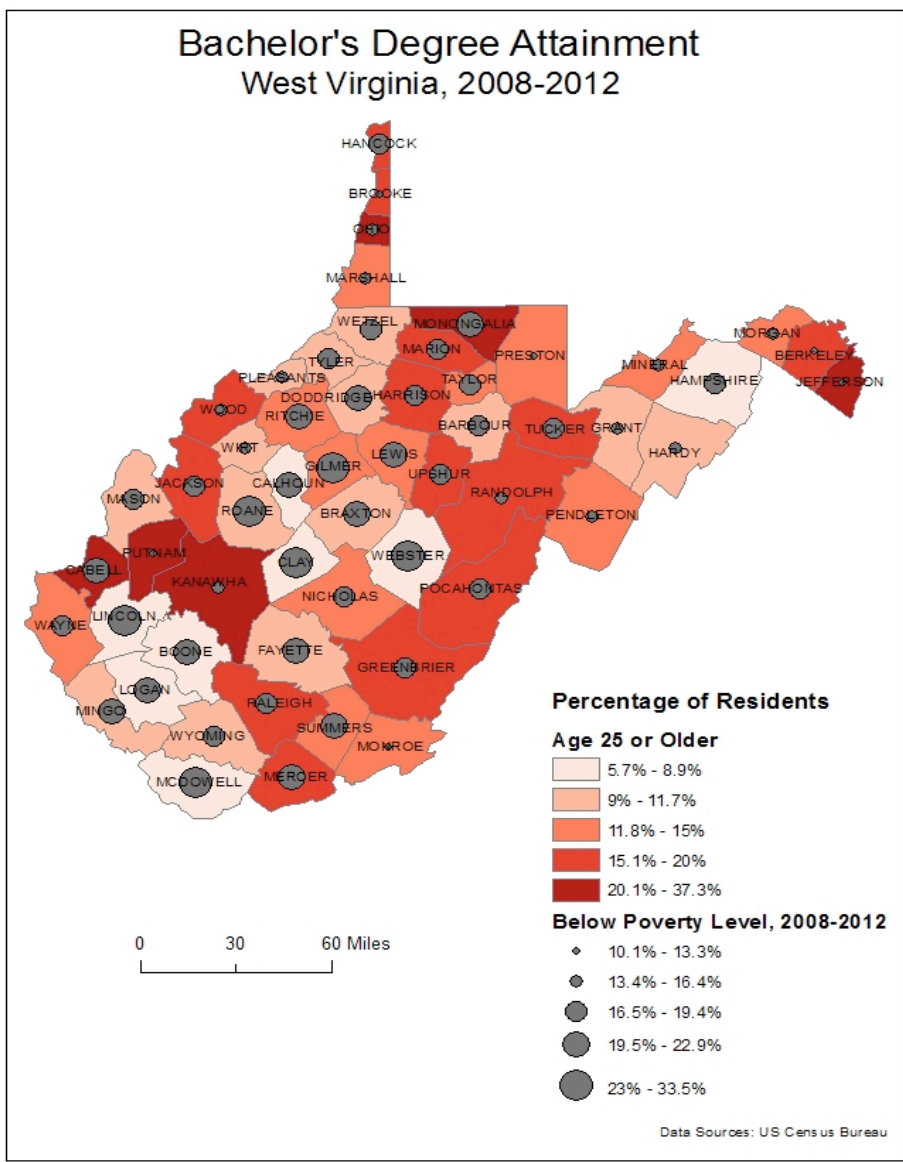 Bachelor's Degree Attainment
West Virginia, 2008-2012
HANCOCK
BROOKE
OHIO
MARSHALL
WETZEL
MONONGALIA
MARION
PRESTON
MORGAN
TYLER
BERKELEY
MINERAL
PLEASANTS
TAYLOR
HAMPSHIRE
JEFFERSON
DODDRIDGE
HARRISON
WOOD
RITCHIE
BARBOUR
TUCKER
GRANT
WIRT
HARDY
LEWIS
GILMER
UPSHUR
JACKSON
CALHOUN
RANDOLPH
MASON
ROANE
BRAXTON
PENDLETON
PUTNAM
WEBSTER
CABELL
CLAY
KANAWHA
POCAHONTAS
NICHOLAS
LINCOLN
WAYNE
BOONE
FAYETTE
GREENBRIER
LOGAN
RALEIGH
MINGO
SUMMERS
WYOMING
MONROE
MCDOWELL
MERCER
Percentage of Residents
Age 25 or Older
5.7% - 8.9%
9% - 11.7%
11.8% - 15%
15.1% - 20%
20.1% - 37.3%
Below Poverty Level, 2008-2012
10.1% - 13.3%
13.4% - 16.4%
16.5% - 19.4%
19.5% - 22.9%
23% - 33.5%
0 30 60 Miles
Data Sources: US Census Bureau